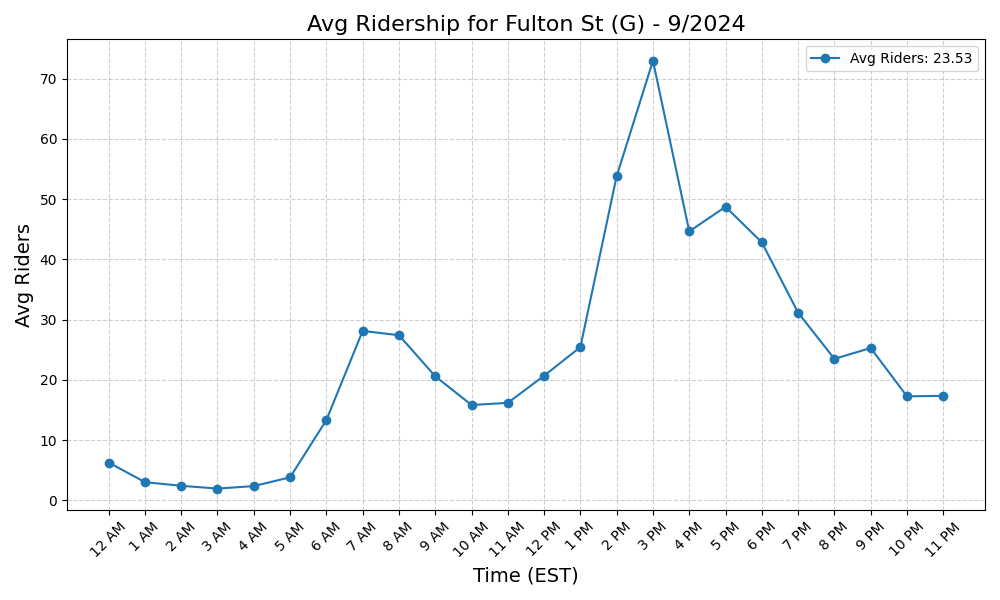 Avg Ridership for Fulton St (G) - 9/2024
Avg Riders: 23.53
Avg Riders
70
60
50
40
30
20
10
0
12 AM
1 AM
2 AM
3 AM
4 AM
5 AM
6 AM
7 AM
8 AM
9 AM
10 AM
11 AM
12 PM
1 PM
2 PM
3 PM
4 PM
5 PM
6 PM
7 PM
8 PM
9 PM
10 PM
11 PM
Time (EST)